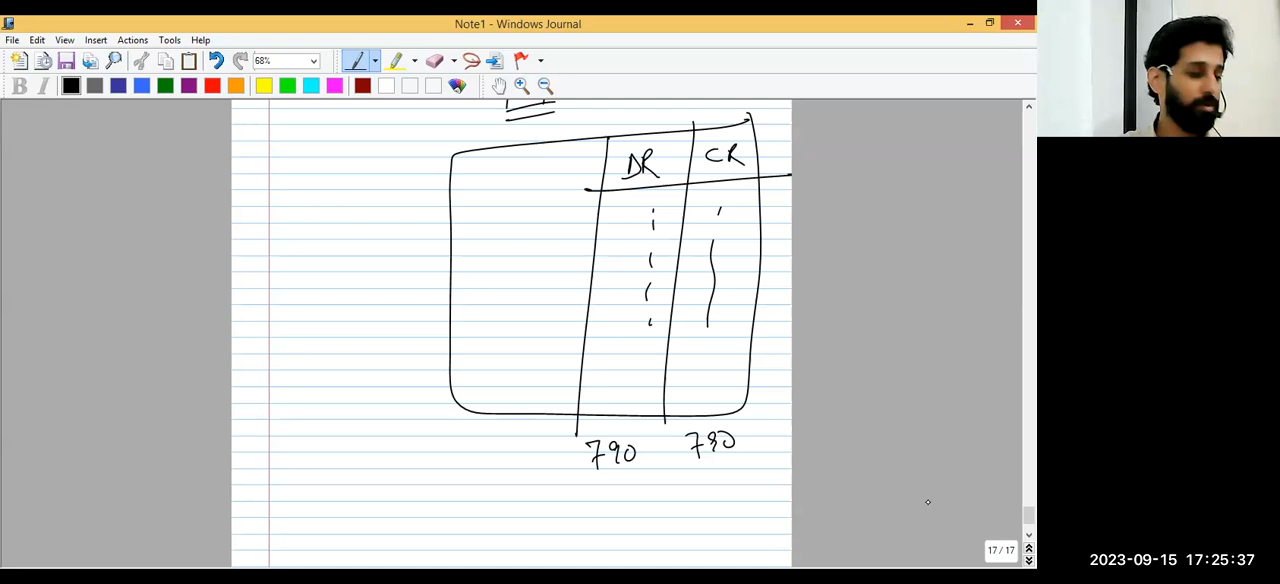 Note1 - Windows Journal
File Edit View Insert Actions Tools Help
68%
B I
DR CR
790 790
17 / 17
2023-09-15 17:25:37